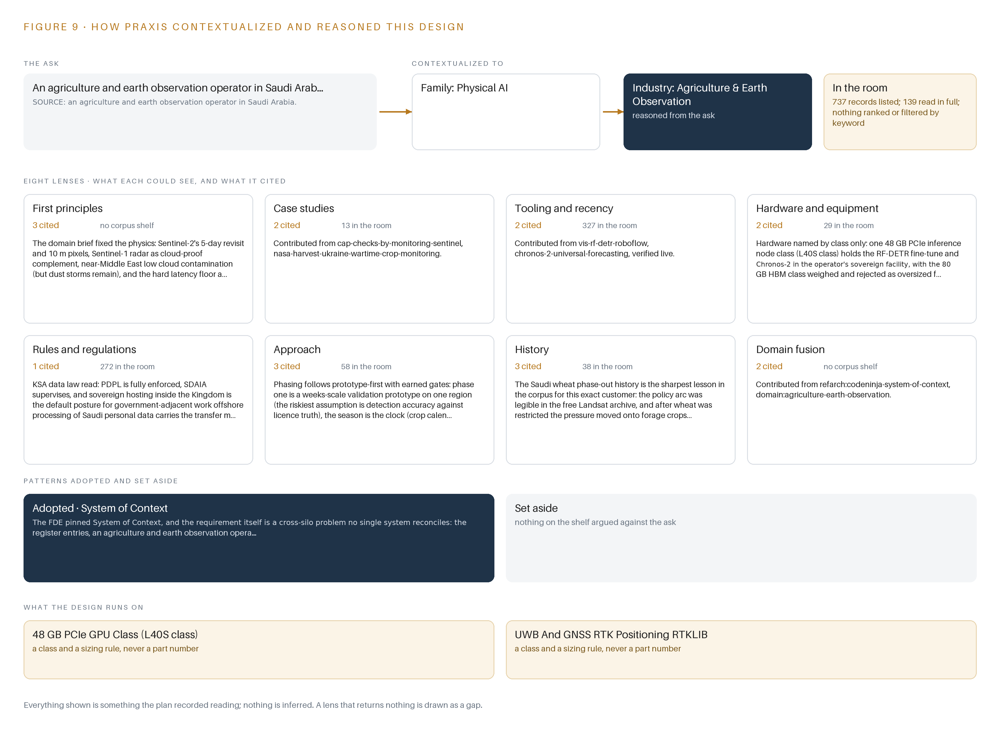 FIGURE 9 · HOW PRAXIS CONTEXTUALIZED AND REASONED THIS DESIGN
THE ASK
An agriculture and earth observation operator in Saudi Arab...
SOURCE: an agriculture and earth observation operator in Saudi Arabia.
CONTEXTUALIZED TO
Family: Physical AI
Industry: Agriculture & Earth
Observation
reasoned from the ask
In the room
737 records listed; 139 read in full;
nothing ranked or filtered by
keyword
EIGHT LENSES · WHAT EACH COULD SEE, AND WHAT IT CITED
First principles
3 cited no corpus shelf
The domain brief fixed the physics: Sentinel-2's 5-day revisit
and 10 m pixels, Sentinel-1 radar as cloud-proof
complement, near-Middle East low cloud contamination
(but dust storms remain), and the hard latency floor a...
Case studies
2 cited 13 in the room
Contributed from cap-checks-by-monitoring-sentinel,
nasa-harvest-ukraine-wartime-crop-monitoring.
Tooling and recency
2 cited 327 in the room
Contributed from vis-rf-detr-roboflow,
chronos-2-universal-forecasting, verified live.
Hardware and equipment
2 cited 29 in the room
Hardware named by class only: one 48 GB PCIe inference
node class (L40S class) holds the RF-DETR fine-tune and
Chronos-2 in the operator's sovereign facility, with the 80
GB HBM class weighed and rejected as oversized f...
Rules and regulations
1 cited 272 in the room
KSA data law read: PDPL is fully enforced, SDAIA
supervises, and sovereign hosting inside the Kingdom is
the default posture for government-adjacent work offshore
processing of Saudi personal data carries the transfer m...
Approach
3 cited 58 in the room
Phasing follows prototype-first with earned gates: phase
one is a weeks-scale validation prototype on one region
(the riskiest assumption is detection accuracy against
licence truth), the season is the clock (crop calen...
History
3 cited 38 in the room
The Saudi wheat phase-out history is the sharpest lesson in
the corpus for this exact customer: the policy arc was
legible in the free Landsat archive, and after wheat was
restricted the pressure moved onto forage crops...
Domain fusion
2 cited no corpus shelf
Contributed from refarch:codeninja-system-of-context,
domain:agriculture-earth-observation.
PATTERNS ADOPTED AND SET ASIDE
Adopted · System of Context
The FDE pinned System of Context, and the requirement itself is a cross-silo problem no single system reconciles: the
register entries, an agriculture and earth observation opera...
Set aside
nothing on the shelf argued against the ask
WHAT THE DESIGN RUNS ON
48 GB PCIe GPU Class (L40S class)
a class and a sizing rule, never a part number
UWB And GNSS RTK Positioning RTKLIB
a class and a sizing rule, never a part number
Everything shown is something the plan recorded reading; nothing is inferred. A lens that returns nothing is drawn as a gap.